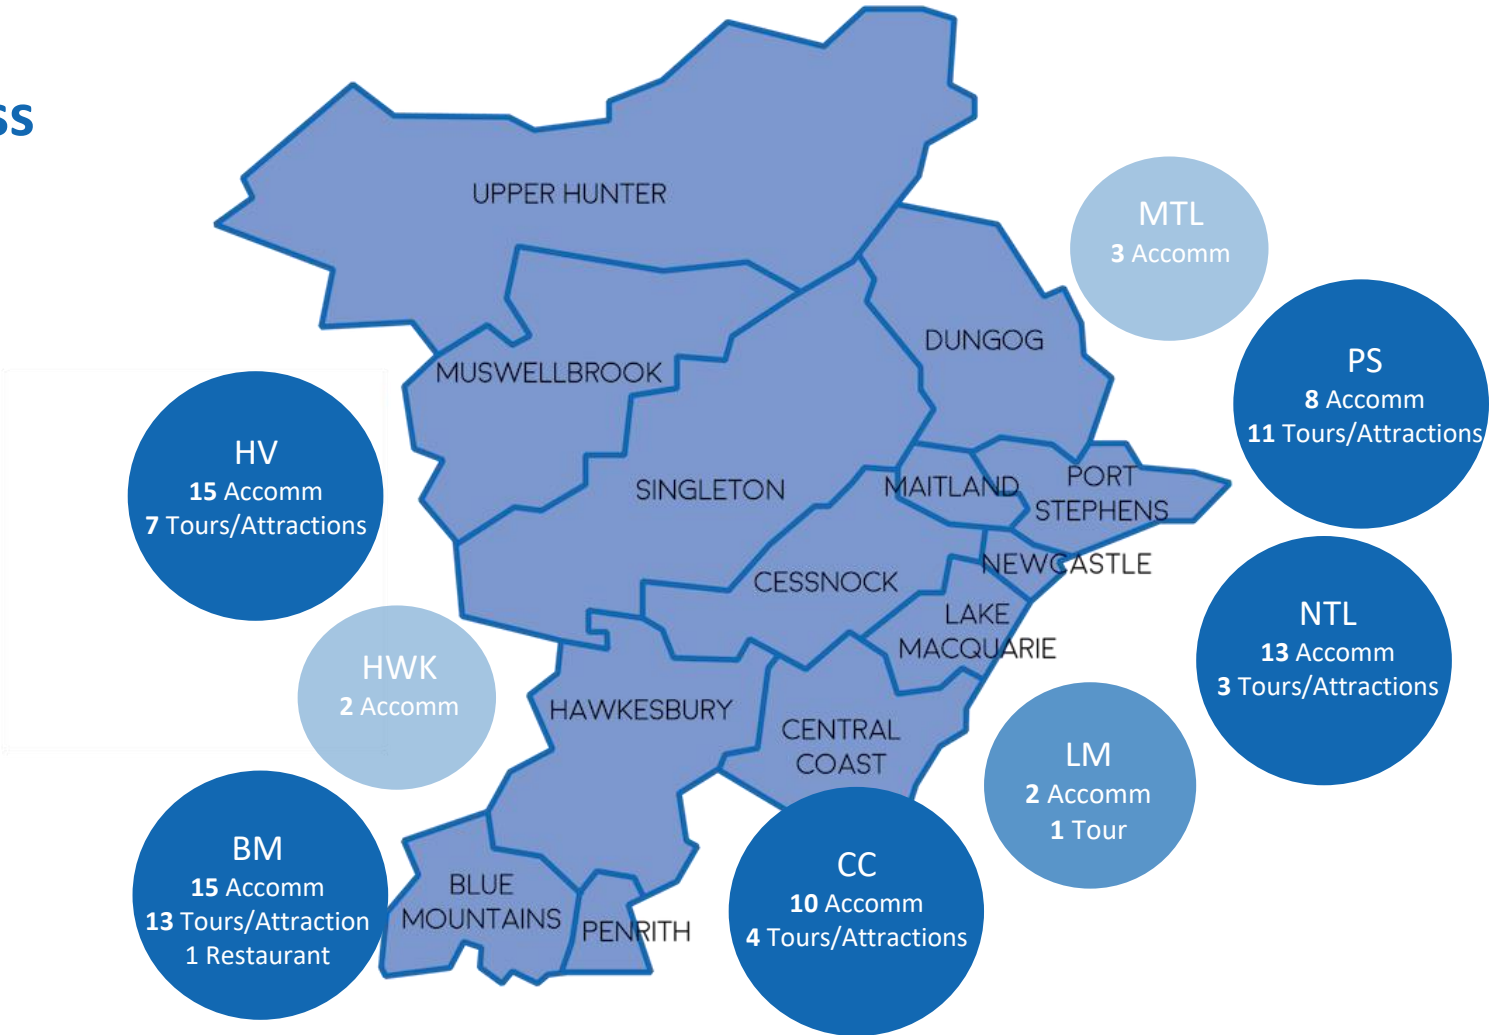 ss
UPPER HUNTER
MTL
3 Accomm
DUNGOG
PS
8 Accomm
11 Tours/Attractions
MUSWELLBROOK
HV
15 Accomm
7 Tours/Attractions
SINGLETON
MAITLAND
PORT
STEPHENS
NEWCASTLE
CESSNOCK
LAKE
MACQUARIE
NTL
13 Accomm
3 Tours/Attractions
HWK
2 Accomm
HAWKESBURY
CENTRAL
COAST
LM
2 Accomm
1 Tour
BM
15 Accomm
13 Tours/Attraction
1 Restaurant
BLUE
MOUNTAINS
PENRITH
CC
10 Accomm
4 Tours/Attractions